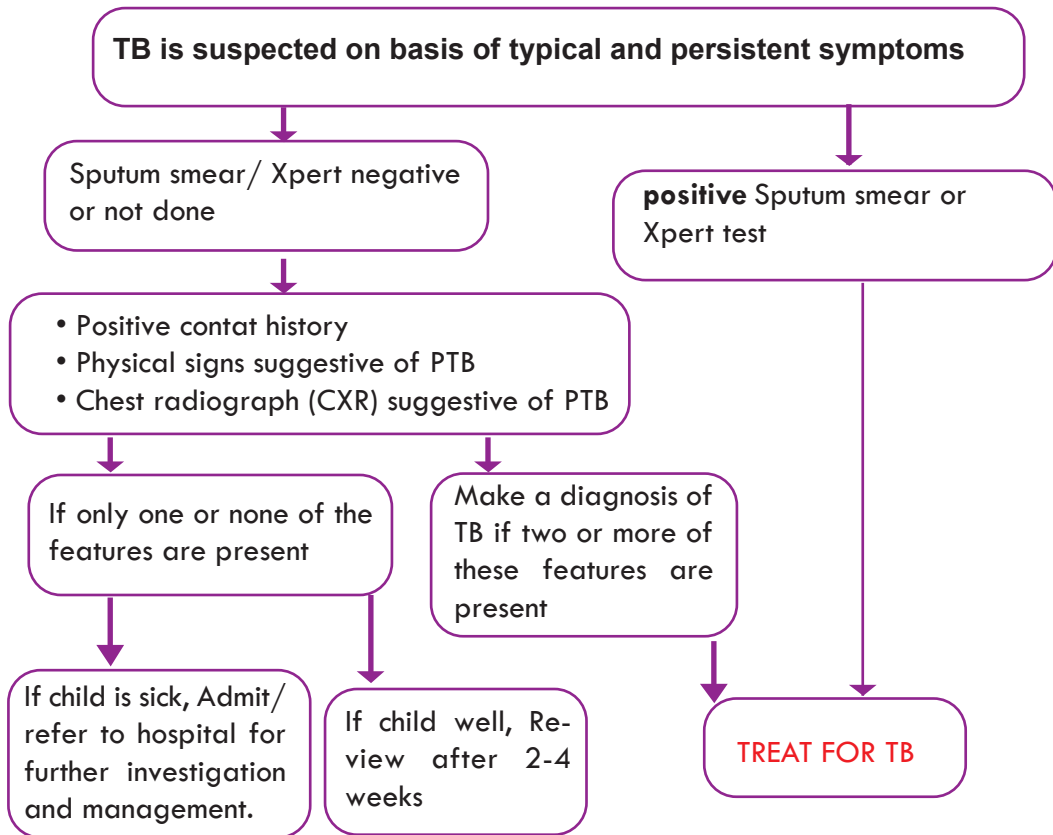 TB is suspected on basis of typical and persistent symptoms
Sputum smear/ Xpert negative
or not done
positive Sputum smear or
Xpert test
• Positive contat history
• Physical signs suggestive of PTB
• Chest radiograph (CXR) suggestive of PTB
If only one or none of the
features are present
Make a diagnosis of
TB if two or more of
these features are
present
If child is sick, Admit/
refer to hospital for
further investigation
and management.
If child well, Re-
view after 2-4
weeks
TREAT FOR TB